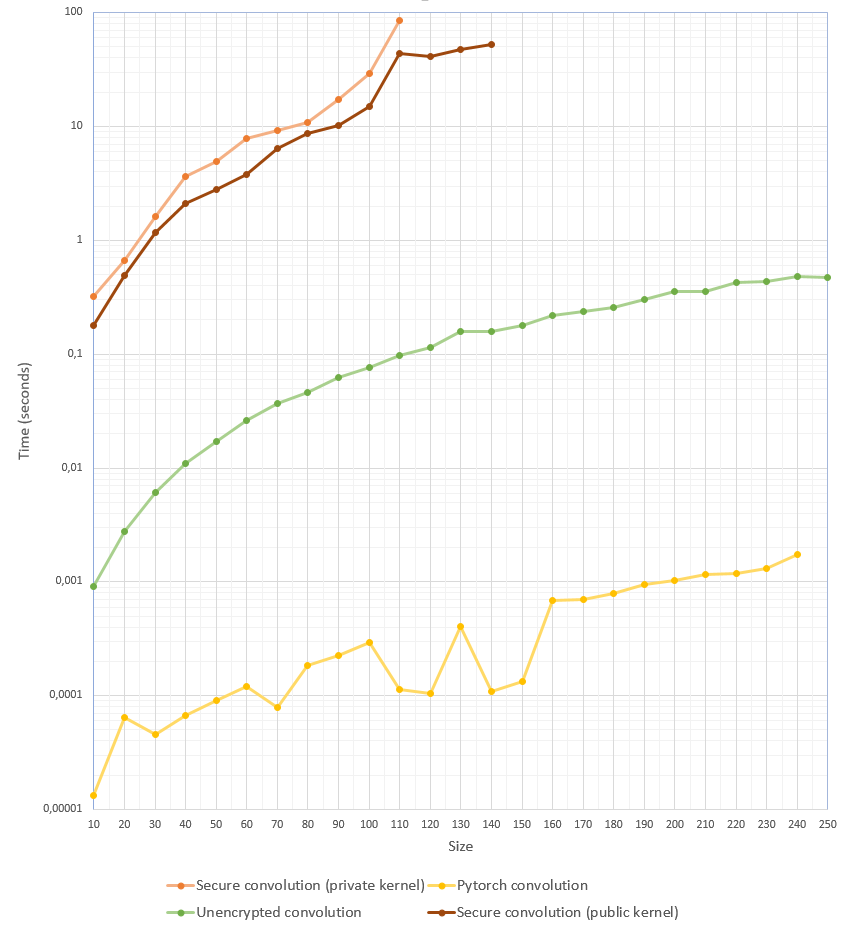 100
10
1
0,1
0,01
0,001
0,0001
0,00001
Time (seconds)
10 20 30 40 50 60 70 80 90 100 110 120 130 140 150 160 170 180 190 200 210 220 230 240 250
Size
Secure convolution (private kernel) Pytorch convolution
Unencrypted convolution Secure convolution (public kernel)